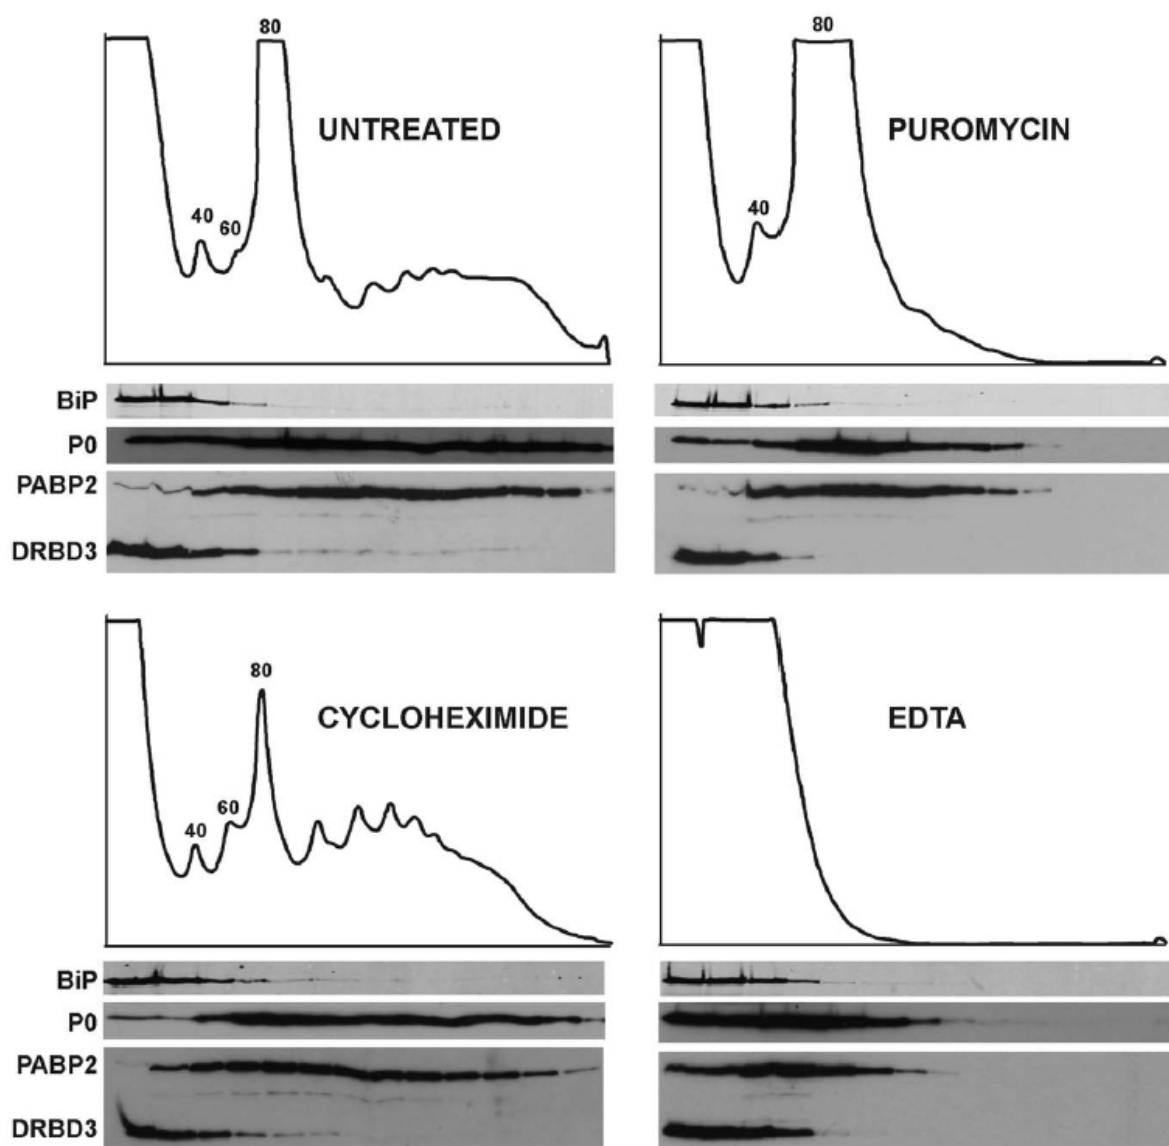 80
80
UNTREATED
PUROMYCIN
40
60
40
BiP
P0
PABP2
DRBD3
80
CYCLOHEXIMIDE
EDTA
60
40
BiP
P0
PABP2
DRBD3